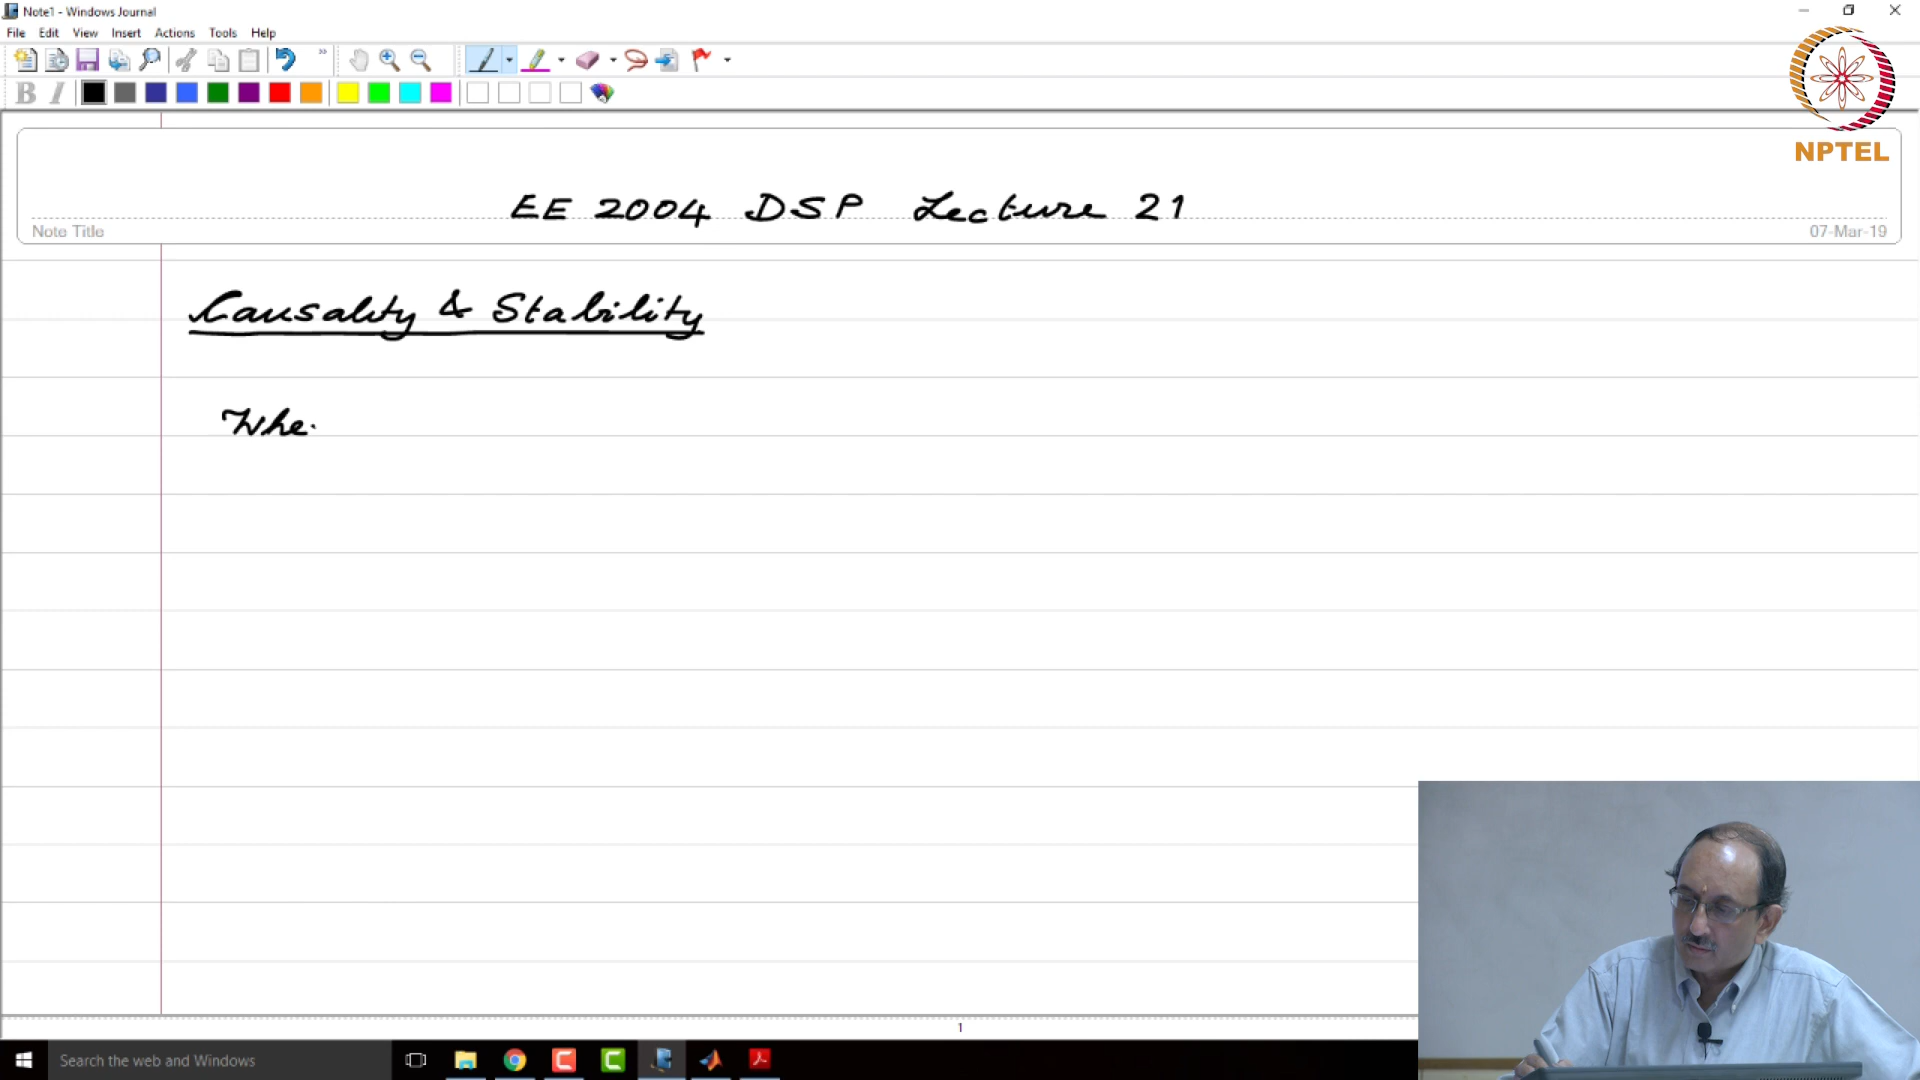 Note1 - Windows Journal
File Edit View Insert Actions Tools Help
B I
NPTEL
EE 2004 DSP Lecture 21
Note Title
07-Mar-19
Causality & Stability
Whe
1
Search the web and Windows